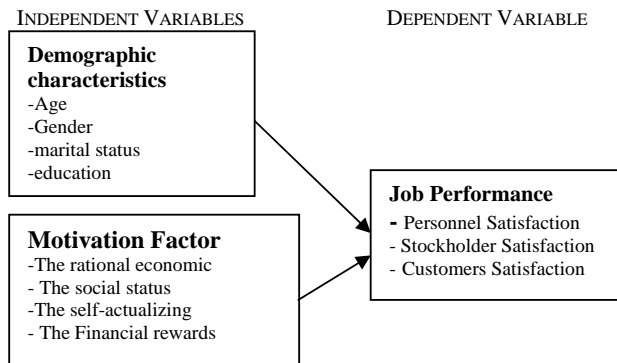 INDEPENDENT VARIABLES
DEPENDENT VARIABLE
Demographic
characteristics
-Age
-Gender
-marital status
-education
Motivation Factor
-The rational economic
- The social status
-The self-actualizing
- The Financial rewards
Job Performance
- Personnel Satisfaction
- Stockholder Satisfaction
- Customers Satisfaction